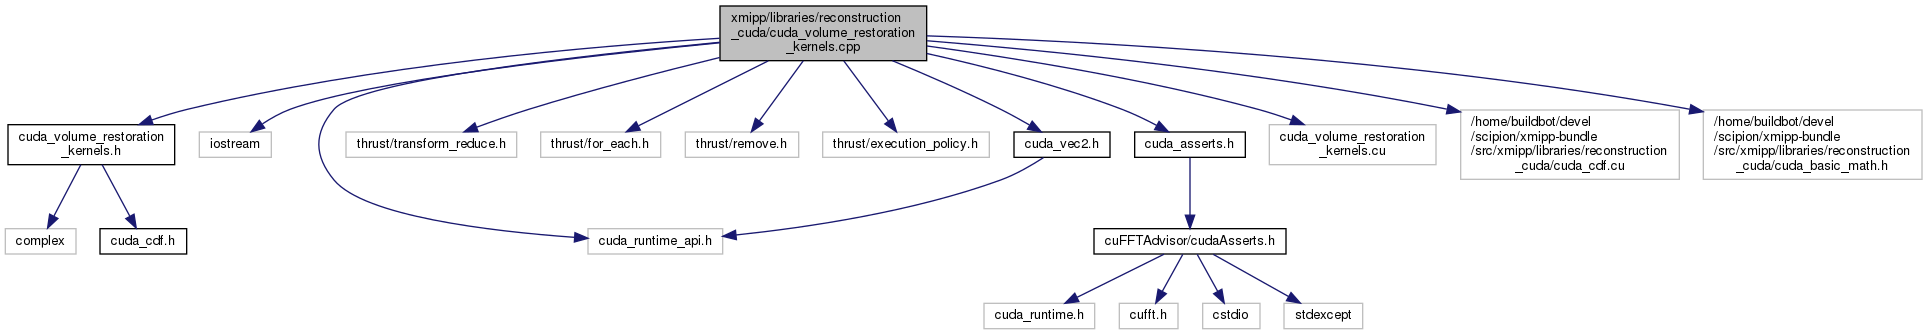 xmipp/libraries/reconstruction
_cuda/cuda_volume_restoration
_kernels.cpp
cuda_volume_restoration
_kernels.h
iostream
thrust/transform_reduce.h
thrust/for_each.h
thrust/remove.h
thrust/execution_policy.h
cuda_vec2.h
cuda_asserts.h
cuda_volume_restoration
_kernels.cu
/home/buildbot/devel
/scipion/xmipp-bundle
/src/xmipp/libraries/reconstruction
_cuda/cuda_cdf.cu
/home/buildbot/devel
/scipion/xmipp-bundle
/src/xmipp/libraries/reconstruction
_cuda/cuda_basic_math.h
complex
cuda_cdf.h
cuda_runtime_api.h
cuFFTAdvisor/cudaAsserts.h
cuda_runtime.h
cufft.h
cstdio
stdexcept